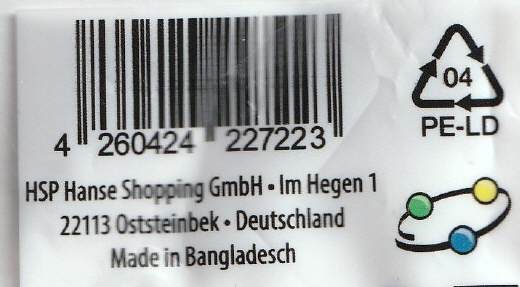 4 260424 227223
04
PE-LD
HSP Hanse Shopping GmbH • Im Hegen 1
22113 Oststeinbek • Deutschland
Made in Bangladesch